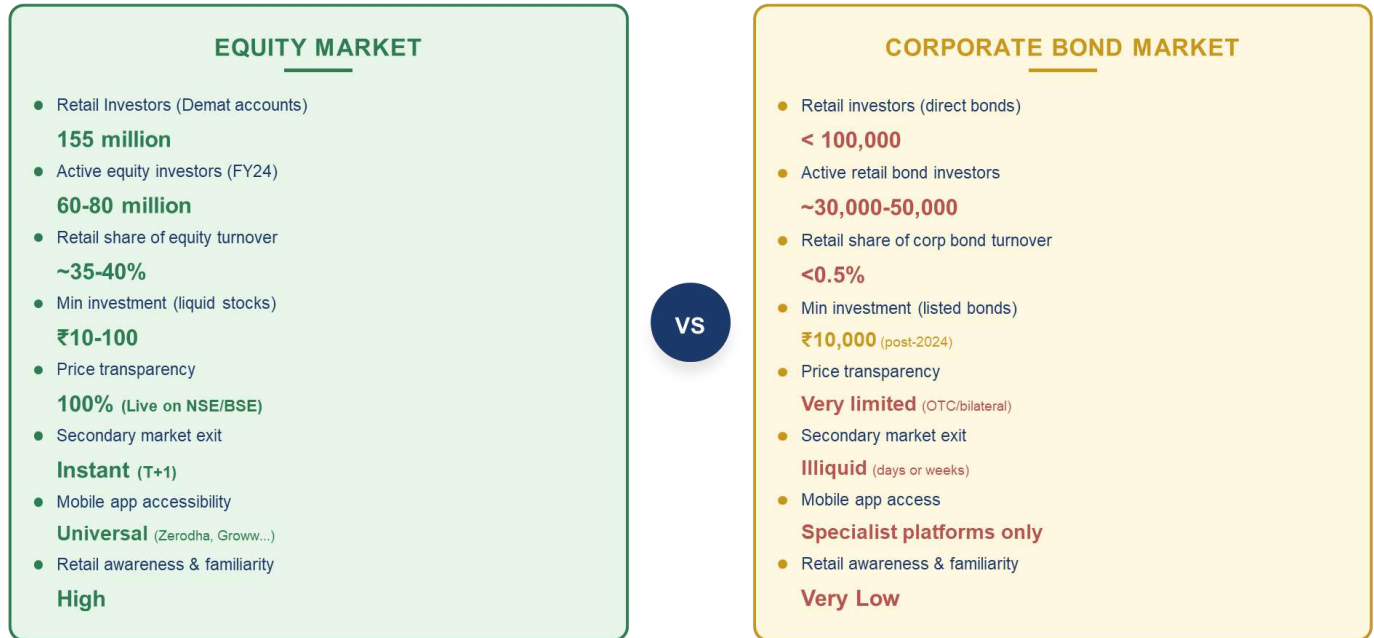 EQUITY MARKET
Retail Investors (Demat accounts)
155 million
Active equity investors (FY24)
60-80 million
Retail share of equity turnover
~35-40%
Min investment (liquid stocks)
₹10-100
Price transparency
100% (Live on NSE/BSE)
Secondary market exit
Instant (T+1)
Mobile app accessibility
Universal (Zerodha, Groww...)
Retail awareness & familiarity
High
VS
CORPORATE BOND MARKET
Retail investors (direct bonds)
< 100,000
Active retail bond investors
~30,000-50,000
Retail share of corp bond turnover
<0.5%
Min investment (listed bonds)
₹10,000 (post-2024)
Price transparency
Very limited (OTC/bilateral)
Secondary market exit
Illiquid (days or weeks)
Mobile app access
Specialist platforms only
Retail awareness & familiarity
Very Low